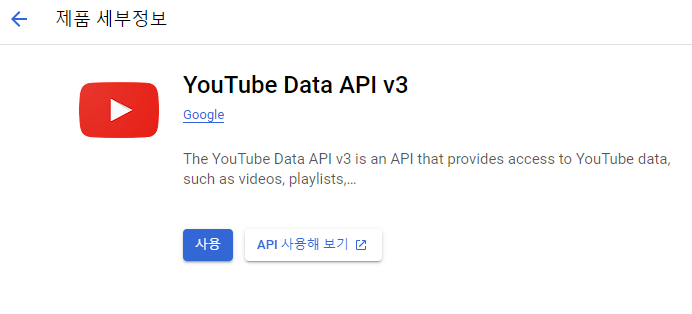 제품 세부정보
YouTube Data API v3
Google
The YouTube Data API v3 is an API that provides access to YouTube data,
such as videos, playlists,…
사용
API 사용해 보기